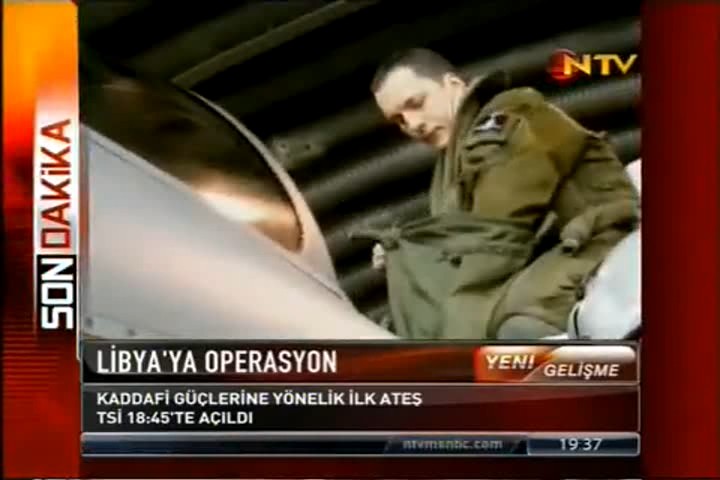 NTV
SON DAKİKA
LİBYA'YA OPERASYON
YENİ GELİŞME
KADDAFİ GÜÇLERİNE YÖNELİK İLK ATEŞ
TSİ 18:45'TE AÇILDI
ntvmsnbc.com
19:37